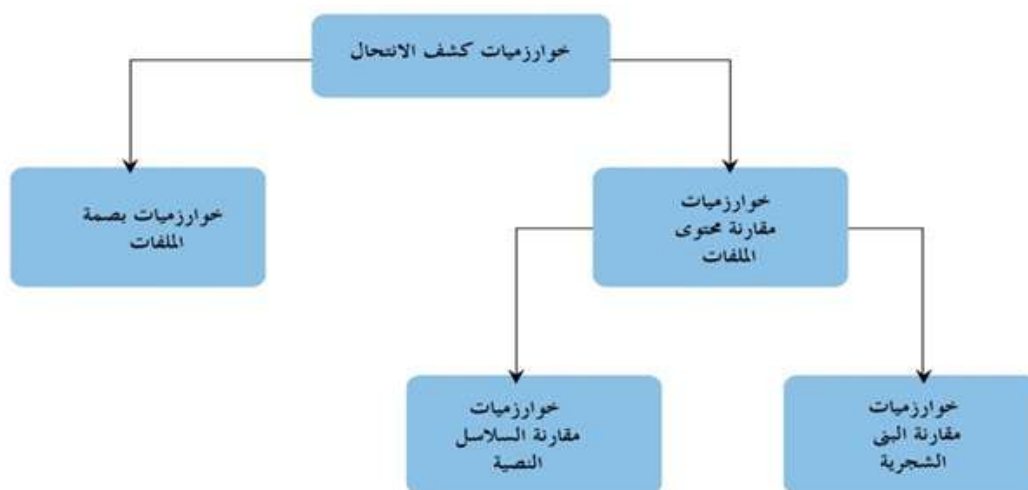 خوارزميات كشف الانتحال
خوارزميات
مقارنة محتوى
الملفات
خوارزميات بصمة
الملفات
خوارزميات
مقارنة البنى
الشجرية
خوارزميات
مقارنة السلاسل
النصية